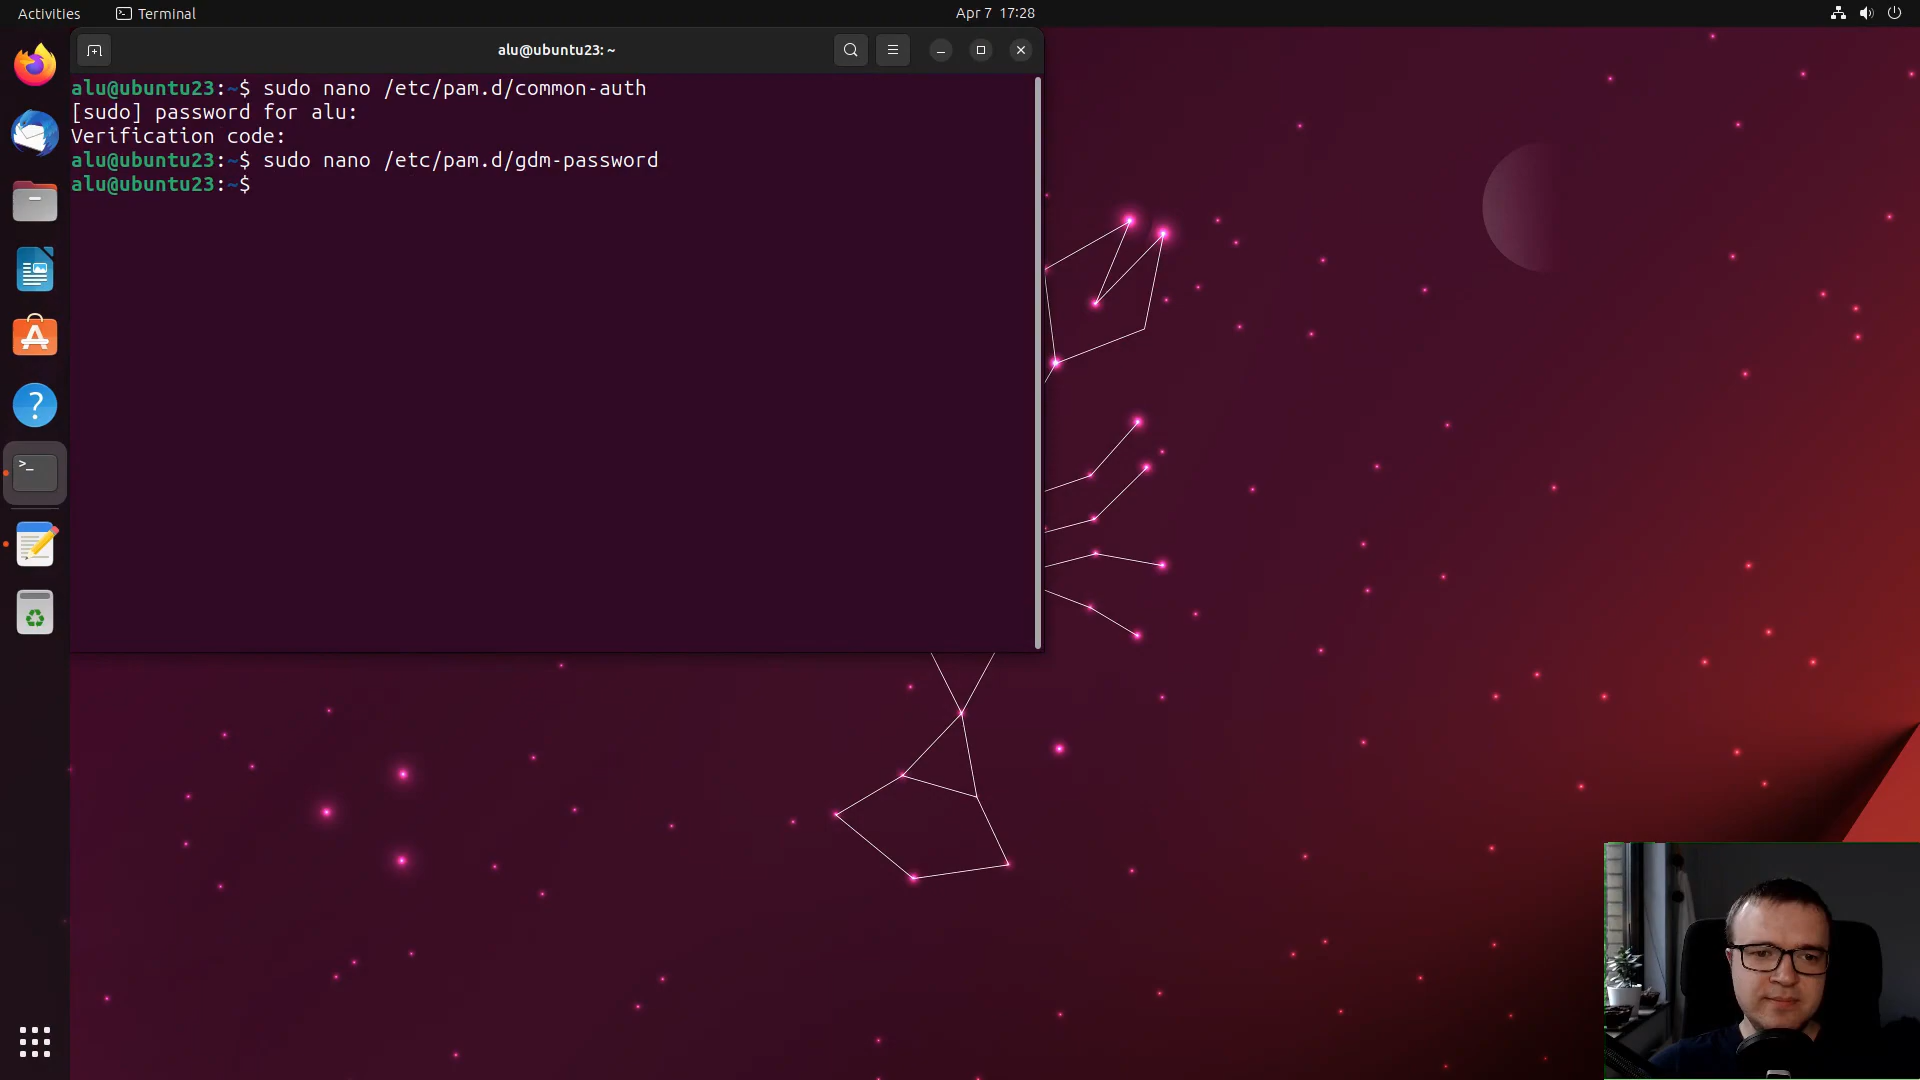 Activities
Terminal
Apr 7 17:28
alu@ubuntu23: ~
alu@ubuntu23:~$ sudo nano /etc/pam.d/common-auth
[sudo] password for alu:
Verification code:
alu@ubuntu23:~$ sudo nano /etc/pam.d/gdm-password
alu@ubuntu23:~$